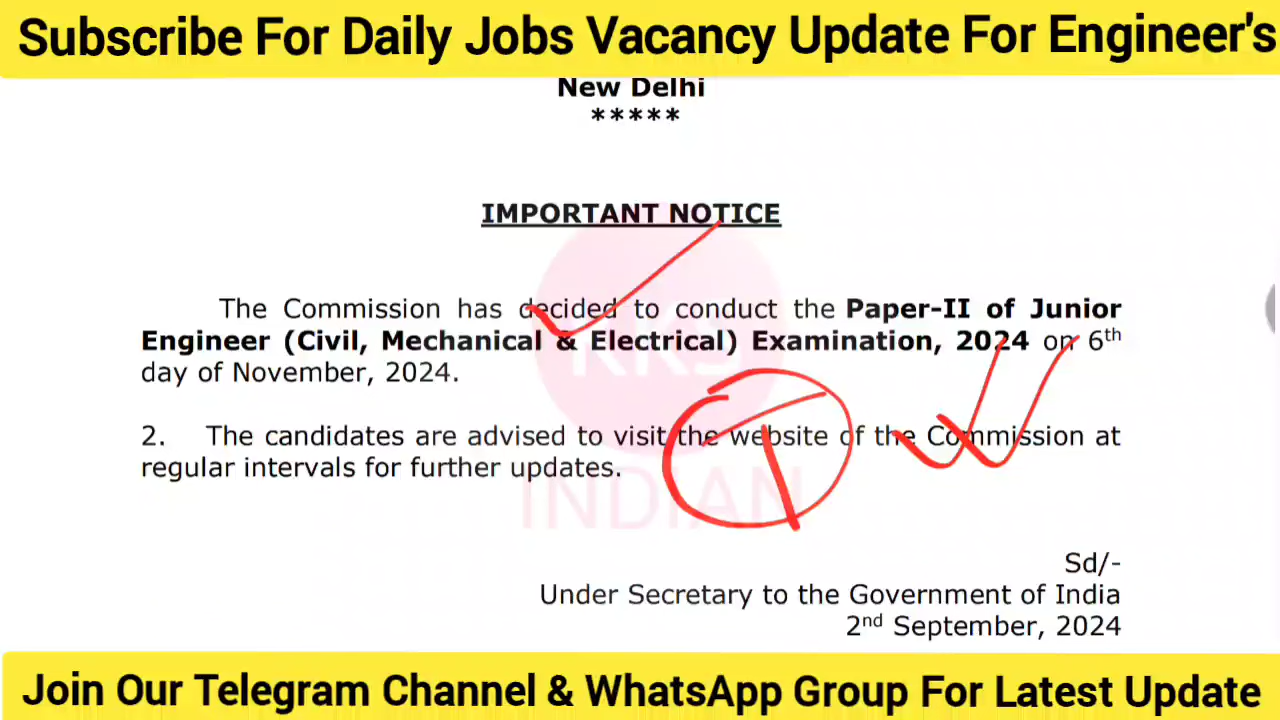 Subscribe For Daily Jobs Vacancy Update For Engineer's
New Delhi
*****
IMPORTANT NOTICE
The Commission has decided to conduct the Paper-II of Junior
Engineer (Civil, Mechanical & Electrical) Examination, 2024 on 6th
day of November, 2024.
2. The candidates are advised to visit the website of the Commission at
regular intervals for further updates.
KKS
INDIAN
Sd/-
Under Secretary to the Government of India
2nd September, 2024
Join Our Telegram Channel & WhatsApp Group For Latest Update